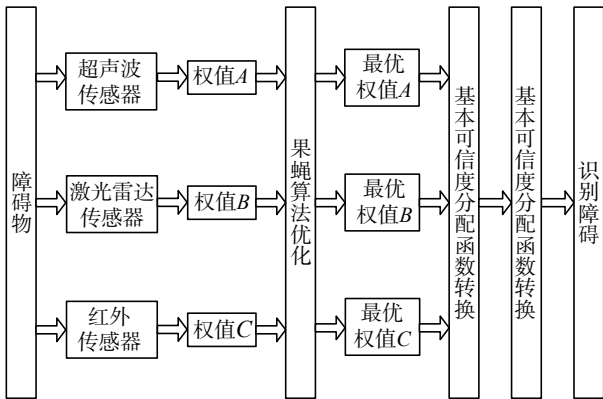 障碍物
超声波
传感器
权值A
激光雷达
传感器
权值B
红外
传感器
权值C
果蝇算法优化
最优
权值A
最优
权值B
最优
权值C
基本可信度分配函数转换
基本可信度分配函数转换
识别障碍